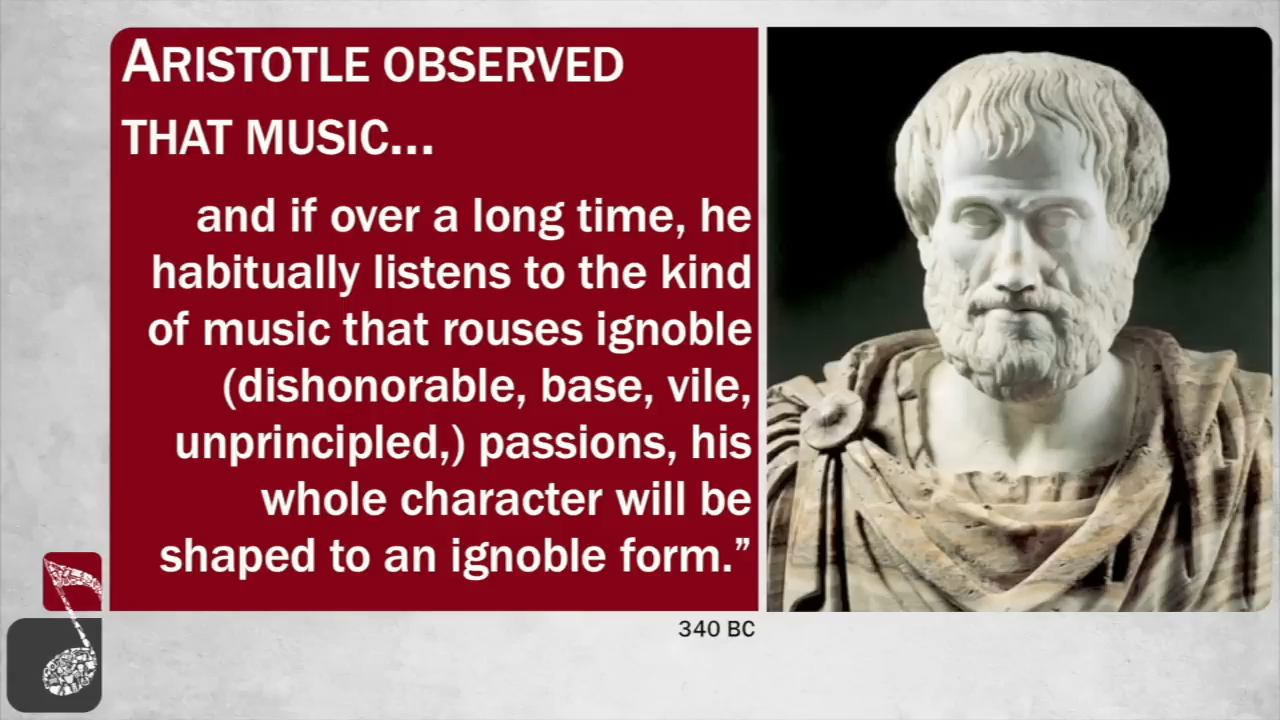 ARISTOTLE OBSERVED
THAT MUSIC...
and if over a long time, he
habitually listens to the kind
of music that rouses ignoble
(dishonorable, base, vile,
unprincipled,) passions, his
whole character will be
shaped to an ignoble form.”
340 BC